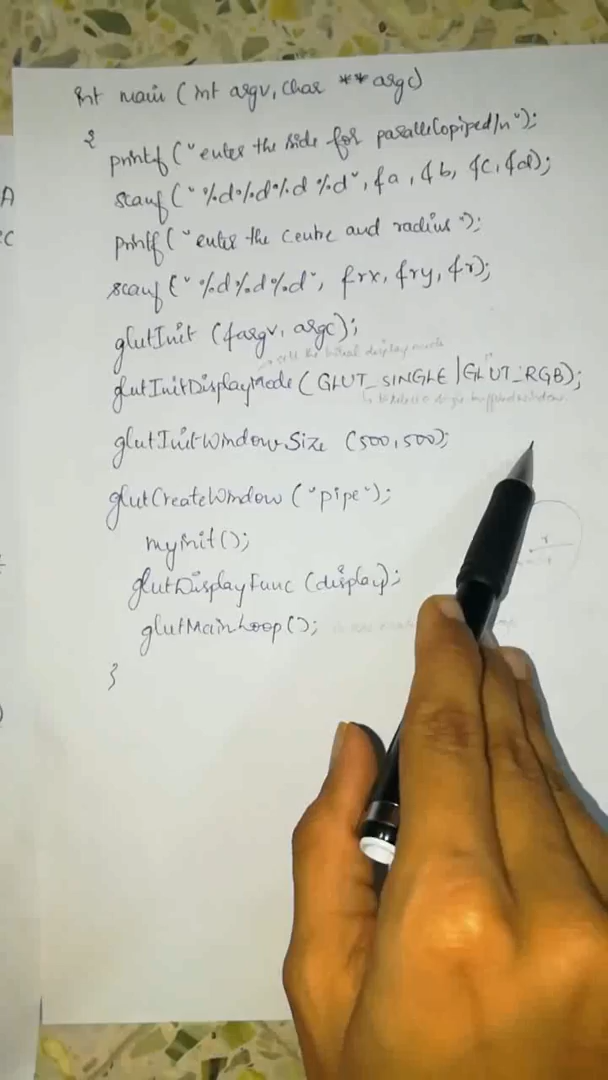 int main (int argv, char ** argc)
{
printf ("enter the side for parallelopiped/n");
scanf ("%d%d%d %d", &a, &b, &c, &d);
printf ("enter the centre and radius");
scanf ("%d%d%d", &rx, &ry, &r);
glutInit (&argv, argc);
glutInitDisplayMode (GLUT_SINGLE | GLUT_RGB);
glutInitWindowSize (500, 500);
glutCreateWindow ("pipe");
myinit ();
glutDisplayFunc (display);
glutMainLoop ();
}
A
C
r